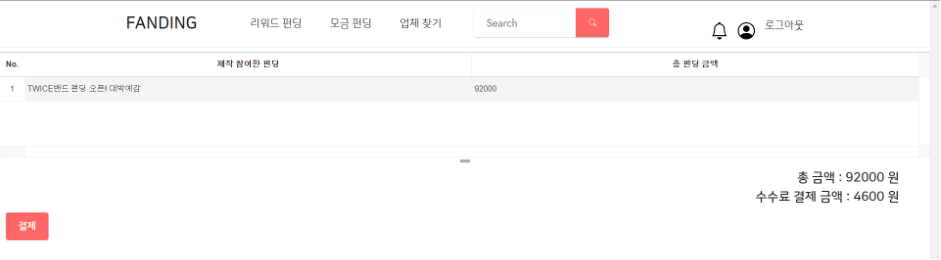 FANDING 리워드 펀딩 모금 펀딩 업체 찾기 Search 로그아웃
No. 제작 참여한 펀딩 총 펀딩 금액
1 TWICE밴드 펀딩 오픈! 대박예감 92000
총 금액 : 92000 원
수수료 결제 금액 : 4600 원
결제